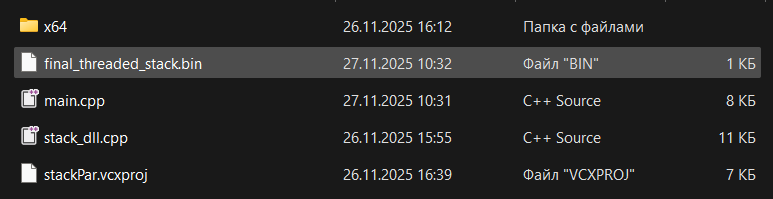 x64 26.11.2025 16:12 Папка с файлами
final_threaded_stack.bin 27.11.2025 10:32 Файл "BIN" 1 КБ
main.cpp 27.11.2025 10:31 C++ Source 8 КБ
stack_dll.cpp 26.11.2025 15:55 C++ Source 11 КБ
stackPar.vcxproj 26.11.2025 16:39 Файл "VCXPROJ" 7 КБ